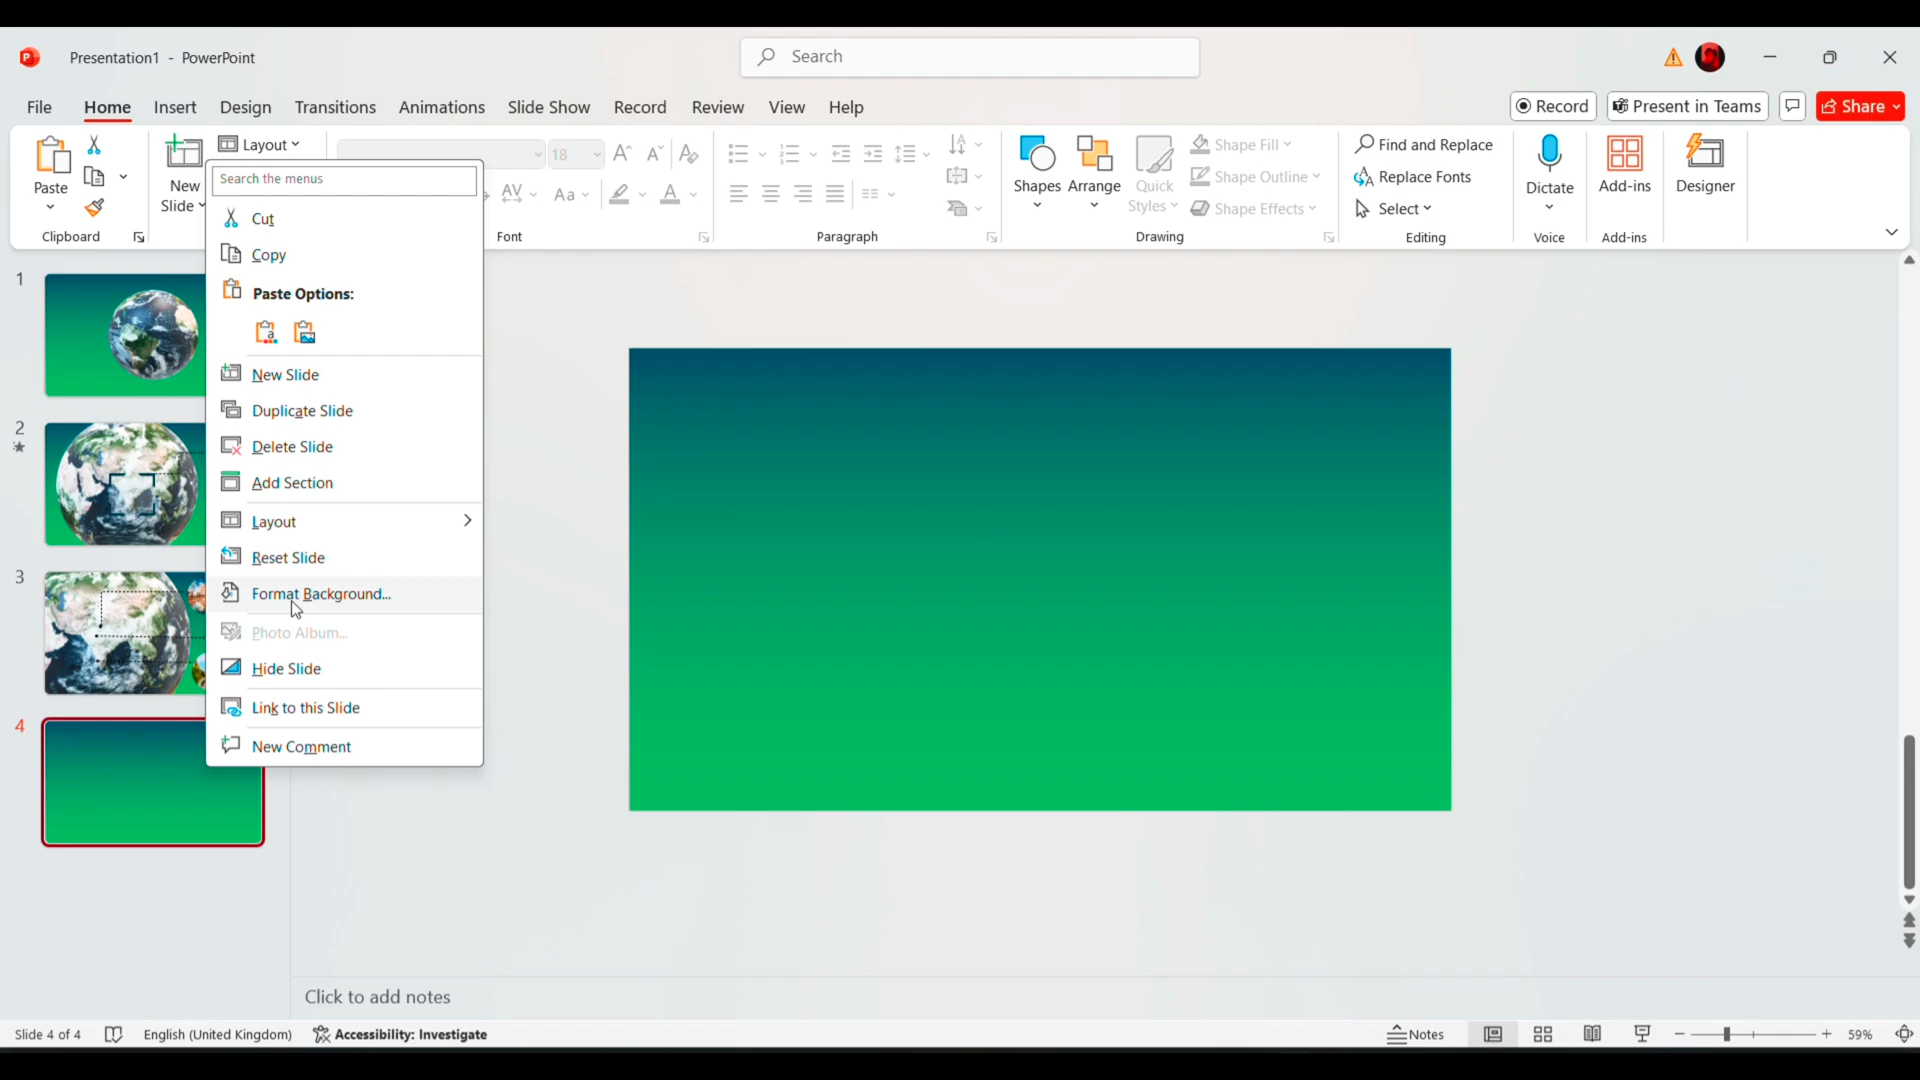 Presentation1 - PowerPoint
Search
File Home Insert Design Transitions Animations Slide Show Record Review View Help
Record Present in Teams Share
Paste
New
Slide
Layout
18
Aa
Shapes
Arrange
Quick
Styles
Shape Fill
Shape Outline
Shape Effects
Find and Replace
Replace Fonts
Select
Dictate
Add-ins
Designer
Clipboard Font Paragraph Drawing Editing Voice Add-ins
Search the menus
Cut
Copy
Paste Options:
New Slide
Duplicate Slide
Delete Slide
Add Section
Layout
Reset Slide
Format Background...
Photo Album...
Hide Slide
Link to this Slide
New Comment
1
2
3
4
Click to add notes
Slide 4 of 4 English (United Kingdom) Accessibility: Investigate Notes 59%